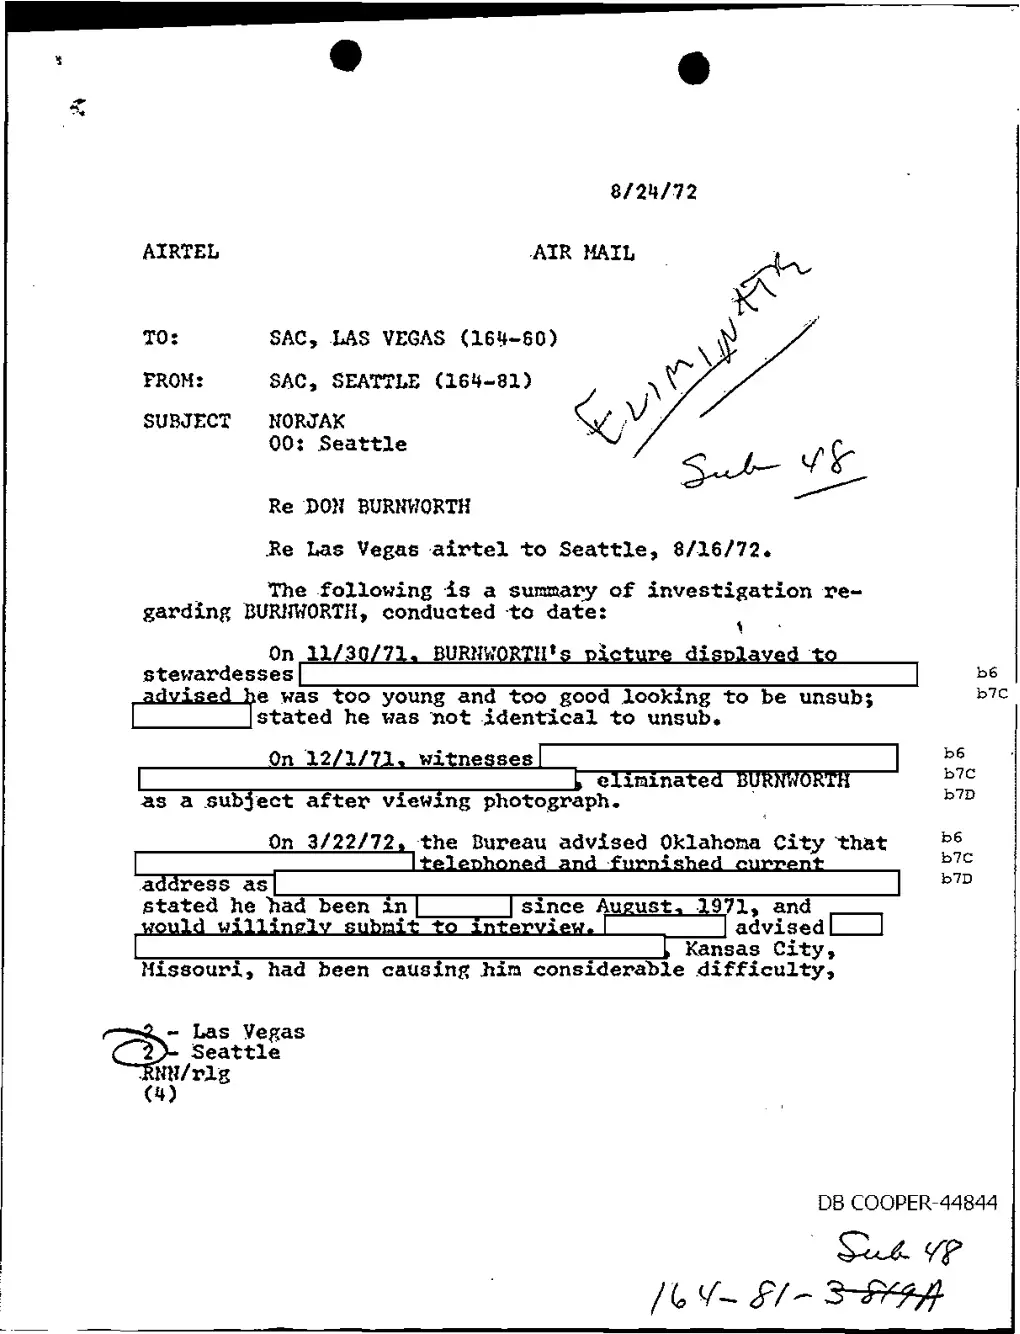 8/24/72
AIRTEL AIR MAIL
ELIMINATE
TO: SAC, LAS VEGAS (164-60)
FROM: SAC, SEATTLE (164-81)
SUBJECT NORJAK
OO: Seattle
Sub 48
Re DON BURNWORTH
Re Las Vegas airtel to Seattle, 8/16/72.
The following is a summary of investigation re-
garding BURNWORTH, conducted to date:
On 11/30/71, BURNWORTH's picture displayed to
stewardesses b6
advised he was too young and too good looking to be unsub; b7C
stated he was not identical to unsub.
On 12/1/71, witnesses b6
, eliminated BURNWORTH b7C
as a subject after viewing photograph. b7D
On 3/22/72, the Bureau advised Oklahoma City that b6
telephoned and furnished current b7C
address as b7D
stated he had been in since August, 1971, and
would willingly submit to interview. advised
, Kansas City,
Missouri, had been causing him considerable difficulty,
2 - Las Vegas
2 - Seattle
RNN/rlg
(4)
DB COOPER-44844
Sub 48
164-81-3819A